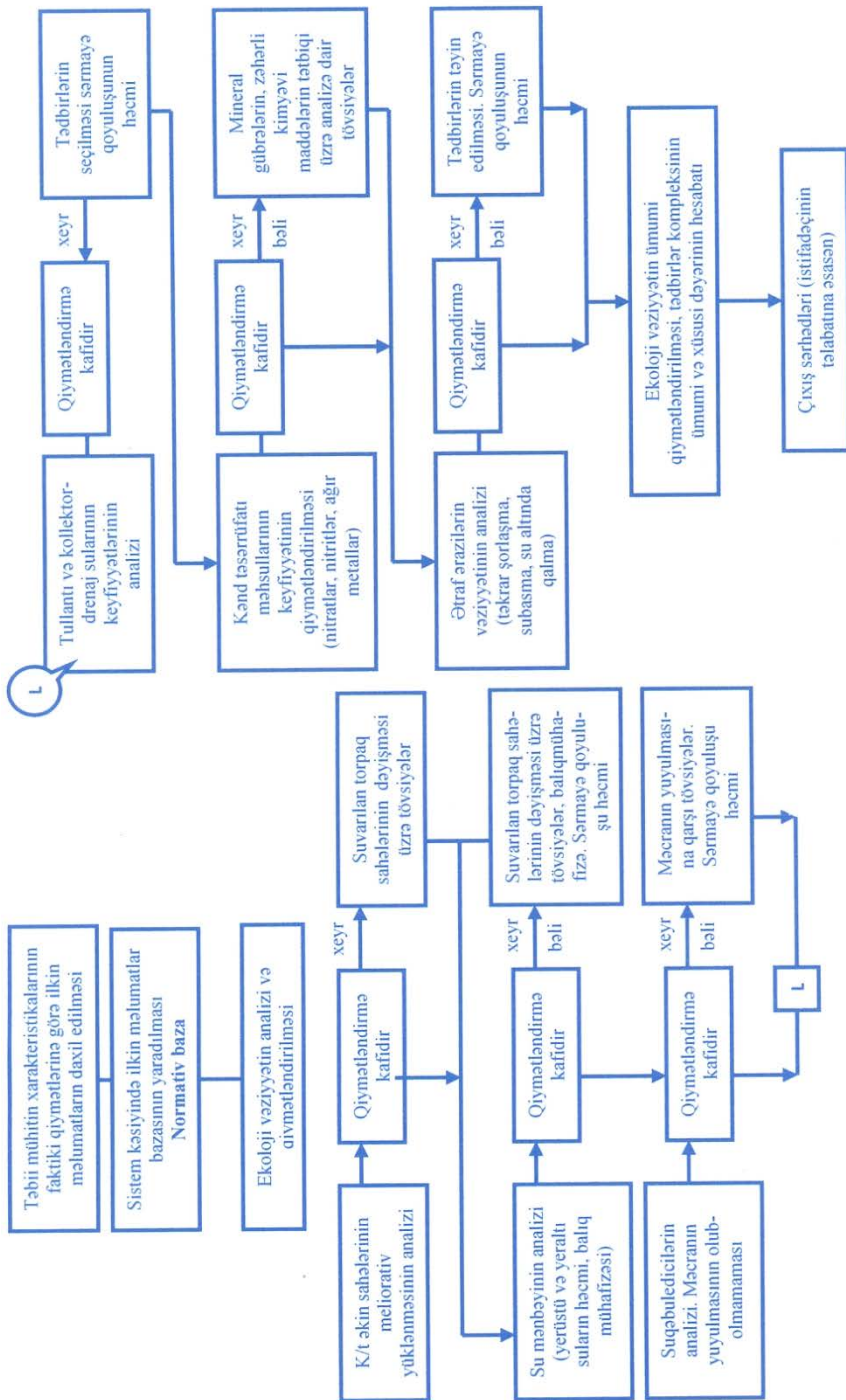 Təbii mühitin xarakteristikalarının
faktiki qiymətlərinə görə ilkin
məlumatların daxil edilməsi
Sistem kəsiyində ilkin məlumatlar
bazasının yaradılması
Normativ baza
Ekoloji vəziyyətin analizi və
qiymətləndirilməsi
K/t əkin sahələrinin
meliorativ
yüklənməsinin analizi
Qiymətləndirmə
kafidir
xeyr
Suvarılan torpaq
sahələrinin dəyişməsi
üzrə tövsiyələr
Su mənbəyinin analizi
(yerüstü və yeraltı
suların həcmi, balıq
mühafizəsi)
Qiymətləndirmə
kafidir
xeyr
bəli
Suvarılan torpaq sahə-
lərinin dəyişməsi üzrə
tövsiyələr, balıqmüha-
fizə. Sərmayə qoyulu-
şu həcmi
Suqəbuledicilərin
analizi. Məcranın
yuyulmasının olub-
olmamaması
Qiymətləndirmə
kafidir
xeyr
bəli
Məcranın yuyulması-
na qarşı tövsiyələr.
Sərmayə qoyuluşu
həcmi
L
L
Tullantı və kollektor-
drenaj sularının
keyfiyyətlərinin
analizi
Qiymətləndirmə
kafidir
xeyr
Tədbirlərin
seçilməsi sərmayə
qoyuluşunun
həcmi
Kənd təsərrüfatı
məhsullarının
keyfiyyətinin
qiymətləndirilməsi
(nitratlar, nitritlər, ağır
metallar)
Qiymətləndirmə
kafidir
xeyr
bəli
Mineral
gübrələrin, zəhərli
kimyəvi
maddələrin tətbiqi
üzrə analizə dair
tövsiyələr
Ətraf ərazilərin
vəziyyətinin analizi
(təkrar şorlaşma,
subasma, su altında
qalma)
Qiymətləndirmə
kafidir
xeyr
bəli
Tədbirlərin təyin
edilməsi. Sərmayə
qoyuluşunun
həcmi
Ekoloji vəziyyətin ümumi
qiymətləndirilməsi, tədbirlər kompleksinin
ümumi və xüsusi dəyərinin hesabatı
Çıxış sərhədləri (istifadəçinin
tələbatına əsasən)